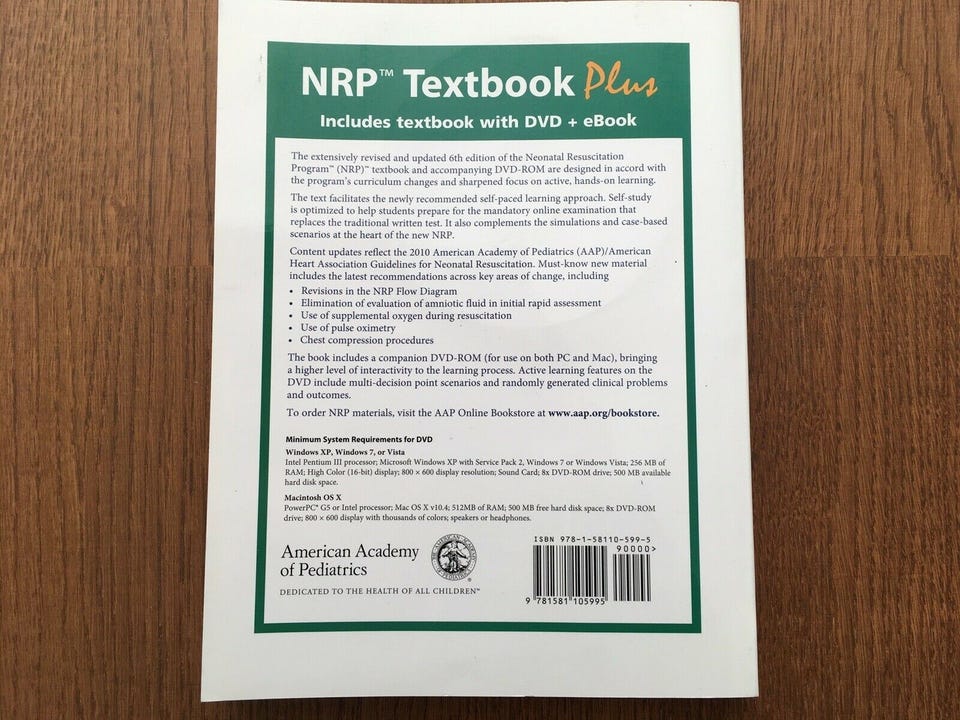 NRP™ Textbook Plus
Includes textbook with DVD + eBook
The extensively revised and updated 6th edition of the Neonatal Resuscitation
Program™ (NRP)™ textbook and accompanying DVD-ROM are designed in accord with
the program's curriculum changes and sharpened focus on active, hands-on learning.
The text facilitates the newly recommended self-paced learning approach. Self-study
is optimized to help students prepare for the mandatory online examination that
replaces the traditional written test. It also complements the simulations and case-based
scenarios at the heart of the new NRP.
Content updates reflect the 2010 American Academy of Pediatrics (AAP)/American
Heart Association Guidelines for Neonatal Resuscitation. Must-know new material
includes the latest recommendations across key areas of change, including
• Revisions in the NRP Flow Diagram
• Elimination of evaluation of amniotic fluid in initial rapid assessment
• Use of supplemental oxygen during resuscitation
• Use of pulse oximetry
• Chest compression procedures
The book includes a companion DVD-ROM (for use on both PC and Mac), bringing
a higher level of interactivity to the learning process. Active learning features on the
DVD include multi-decision point scenarios and randomly generated clinical problems
and outcomes.
To order NRP materials, visit the AAP Online Bookstore at www.aap.org/bookstore.
Minimum System Requirements for DVD
Windows XP, Windows 7, or Vista
Intel Pentium III processor; Microsoft Windows XP with Service Pack 2, Windows 7 or Windows Vista; 256 MB of
RAM; High Color (16-bit) display; 800 × 600 display resolution; Sound Card; 8x DVD-ROM drive; 500 MB available
hard disk space.
Macintosh OS X
PowerPC® G5 or Intel processor; Mac OS X v10.4; 512MB of RAM; 500 MB free hard disk space; 8x DVD-ROM
drive; 800 × 600 display with thousands of colors; speakers or headphones.
American Academy
of Pediatrics
DEDICATED TO THE HEALTH OF ALL CHILDREN™
ISBN 978-1-58110-599-5
90000>
9 781581 105995